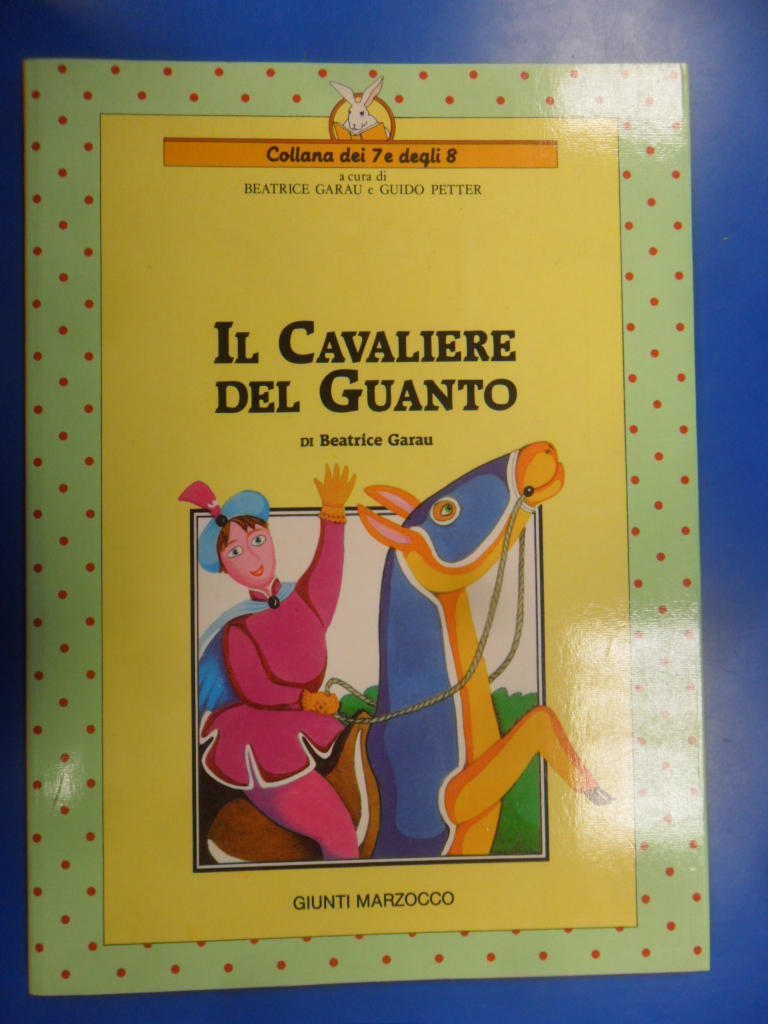 Collana dei 7 e degli 8
a cura di
BEATRICE GARAU e GUIDO PETTER
IL CAVALIERE
DEL GUANTO
DI Beatrice Garau
GIUNTI MARZOCCO